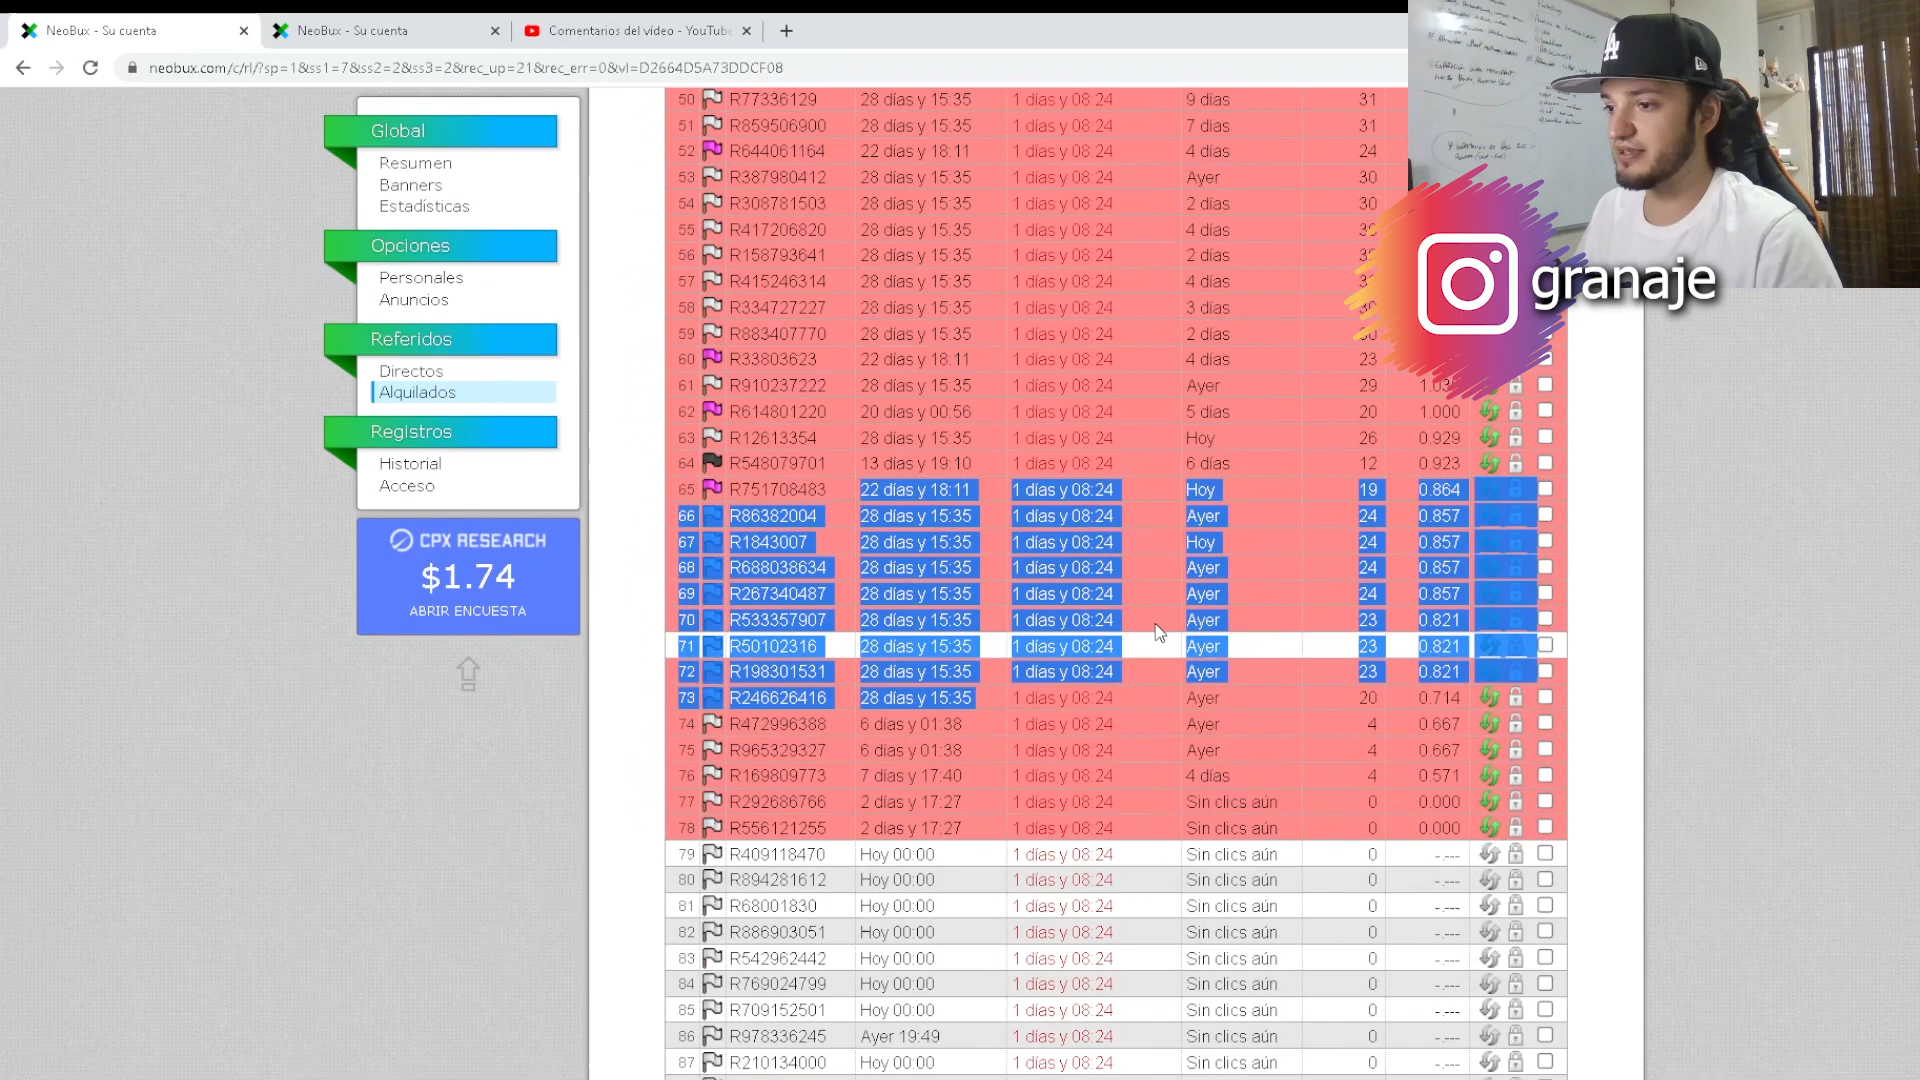 NeoBux - Su cuenta
NeoBux - Su cuenta
Comentarios del vídeo - YouTube
neobux.com/c/rl/?sp=1&ss1=7&ss2=2&ss3=2&rec_up=21&rec_err=0&vl=D2664D5A73DDCF08
Global
Resumen
Banners
Estadísticas
Opciones
Personales
Anuncios
Referidos
Directos
Alquilados
Registros
Historial
Acceso
CPX RESEARCH
$1.74
ABRIR ENCUESTA
50 R77336129 28 días y 15:35 1 días y 08:24 9 días 31
51 R859506900 28 días y 15:35 1 días y 08:24 7 días 31
52 R644061164 22 días y 18:11 1 días y 08:24 4 días 24
53 R387980412 28 días y 15:35 1 días y 08:24 Ayer 30
54 R308781503 28 días y 15:35 1 días y 08:24 2 días 30
55 R417206820 28 días y 15:35 1 días y 08:24 4 días
56 R158793641 28 días y 15:35 1 días y 08:24 2 días
57 R415246314 28 días y 15:35 1 días y 08:24 4 días
58 R334727227 28 días y 15:35 1 días y 08:24 3 días
59 R883407770 28 días y 15:35 1 días y 08:24 2 días
60 R33803623 22 días y 18:11 1 días y 08:24 4 días 23
61 R910237222 28 días y 15:35 1 días y 08:24 Ayer 29
62 R614801220 20 días y 00:56 1 días y 08:24 5 días 20 1.000
63 R12613354 28 días y 15:35 1 días y 08:24 Hoy 26 0.929
64 R548079701 13 días y 19:10 1 días y 08:24 6 días 12 0.923
65 R751708483 22 días y 18:11 1 días y 08:24 Hoy 19 0.864
66 R86382004 28 días y 15:35 1 días y 08:24 Ayer 24 0.857
67 R1843007 28 días y 15:35 1 días y 08:24 Hoy 24 0.857
68 R688038634 28 días y 15:35 1 días y 08:24 Ayer 24 0.857
69 R267340487 28 días y 15:35 1 días y 08:24 Ayer 24 0.857
70 R533357907 28 días y 15:35 1 días y 08:24 Ayer 23 0.821
71 R50102316 28 días y 15:35 1 días y 08:24 Ayer 23 0.821
72 R198301531 28 días y 15:35 1 días y 08:24 Ayer 23 0.821
73 R246626416 28 días y 15:35 1 días y 08:24 Ayer 20 0.714
74 R472996388 6 días y 01:38 1 días y 08:24 Ayer 4 0.667
75 R965329327 6 días y 01:38 1 días y 08:24 Ayer 4 0.667
76 R169809773 7 días y 17:40 1 días y 08:24 4 días 4 0.571
77 R292686766 2 días y 17:27 1 días y 08:24 Sin clics aún 0 0.000
78 R556121255 2 días y 17:27 1 días y 08:24 Sin clics aún 0 0.000
79 R409118470 Hoy 00:00 1 días y 08:24 Sin clics aún 0 -.---
80 R894281612 Hoy 00:00 1 días y 08:24 Sin clics aún 0 -.---
81 R68001830 Hoy 00:00 1 días y 08:24 Sin clics aún 0 -.---
82 R886903051 Hoy 00:00 1 días y 08:24 Sin clics aún 0 -.---
83 R542962442 Hoy 00:00 1 días y 08:24 Sin clics aún 0 -.---
84 R769024799 Hoy 00:00 1 días y 08:24 Sin clics aún 0 -.---
85 R709152501 Hoy 00:00 1 días y 08:24 Sin clics aún 0 -.---
86 R978336245 Ayer 19:49 1 días y 08:24 Sin clics aún 0 -.---
87 R210134000 Hoy 00:00 1 días y 08:24 Sin clics aún 0 -.---
LA
granaje